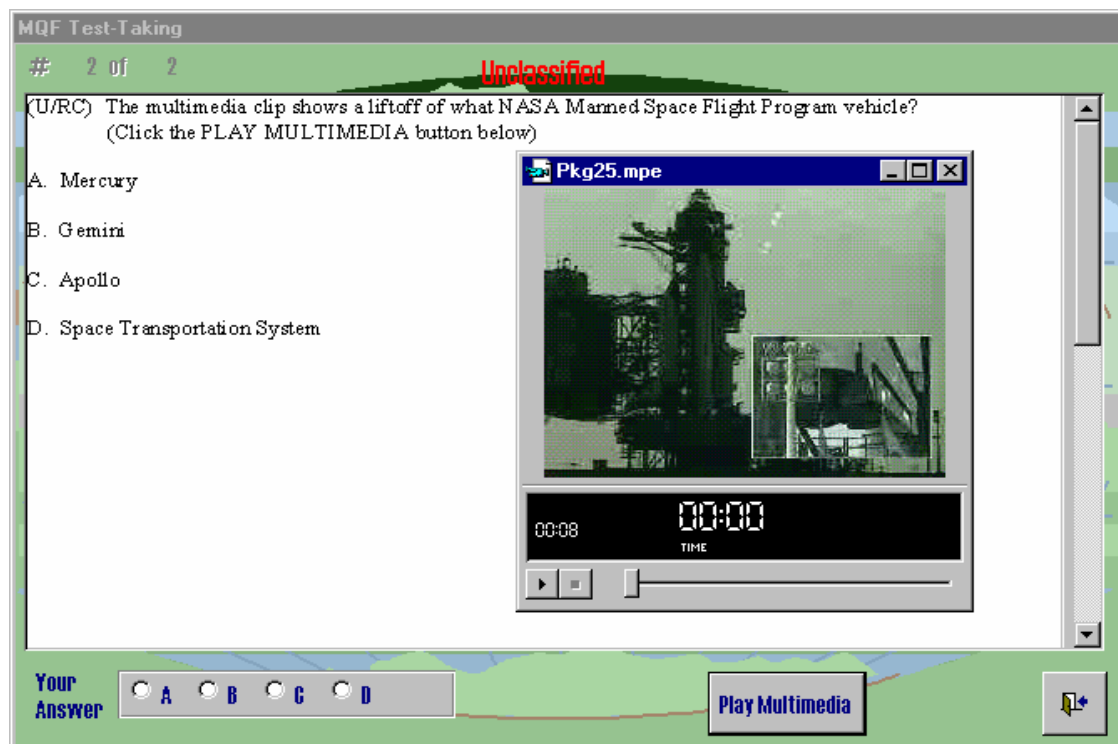 MQF Test-Taking
# 2 of 2
Unclassified
(U/RC) The multimedia clip shows a liftoff of what NASA Manned Space Flight Program vehicle?
(Click the PLAY MULTIMEDIA button below)
A. Mercury
B. Gemini
C. Apollo
D. Space Transportation System
Pkg25.mpe
00:08
00:00
TIME
Your
Answer
A B C D
Play Multimedia